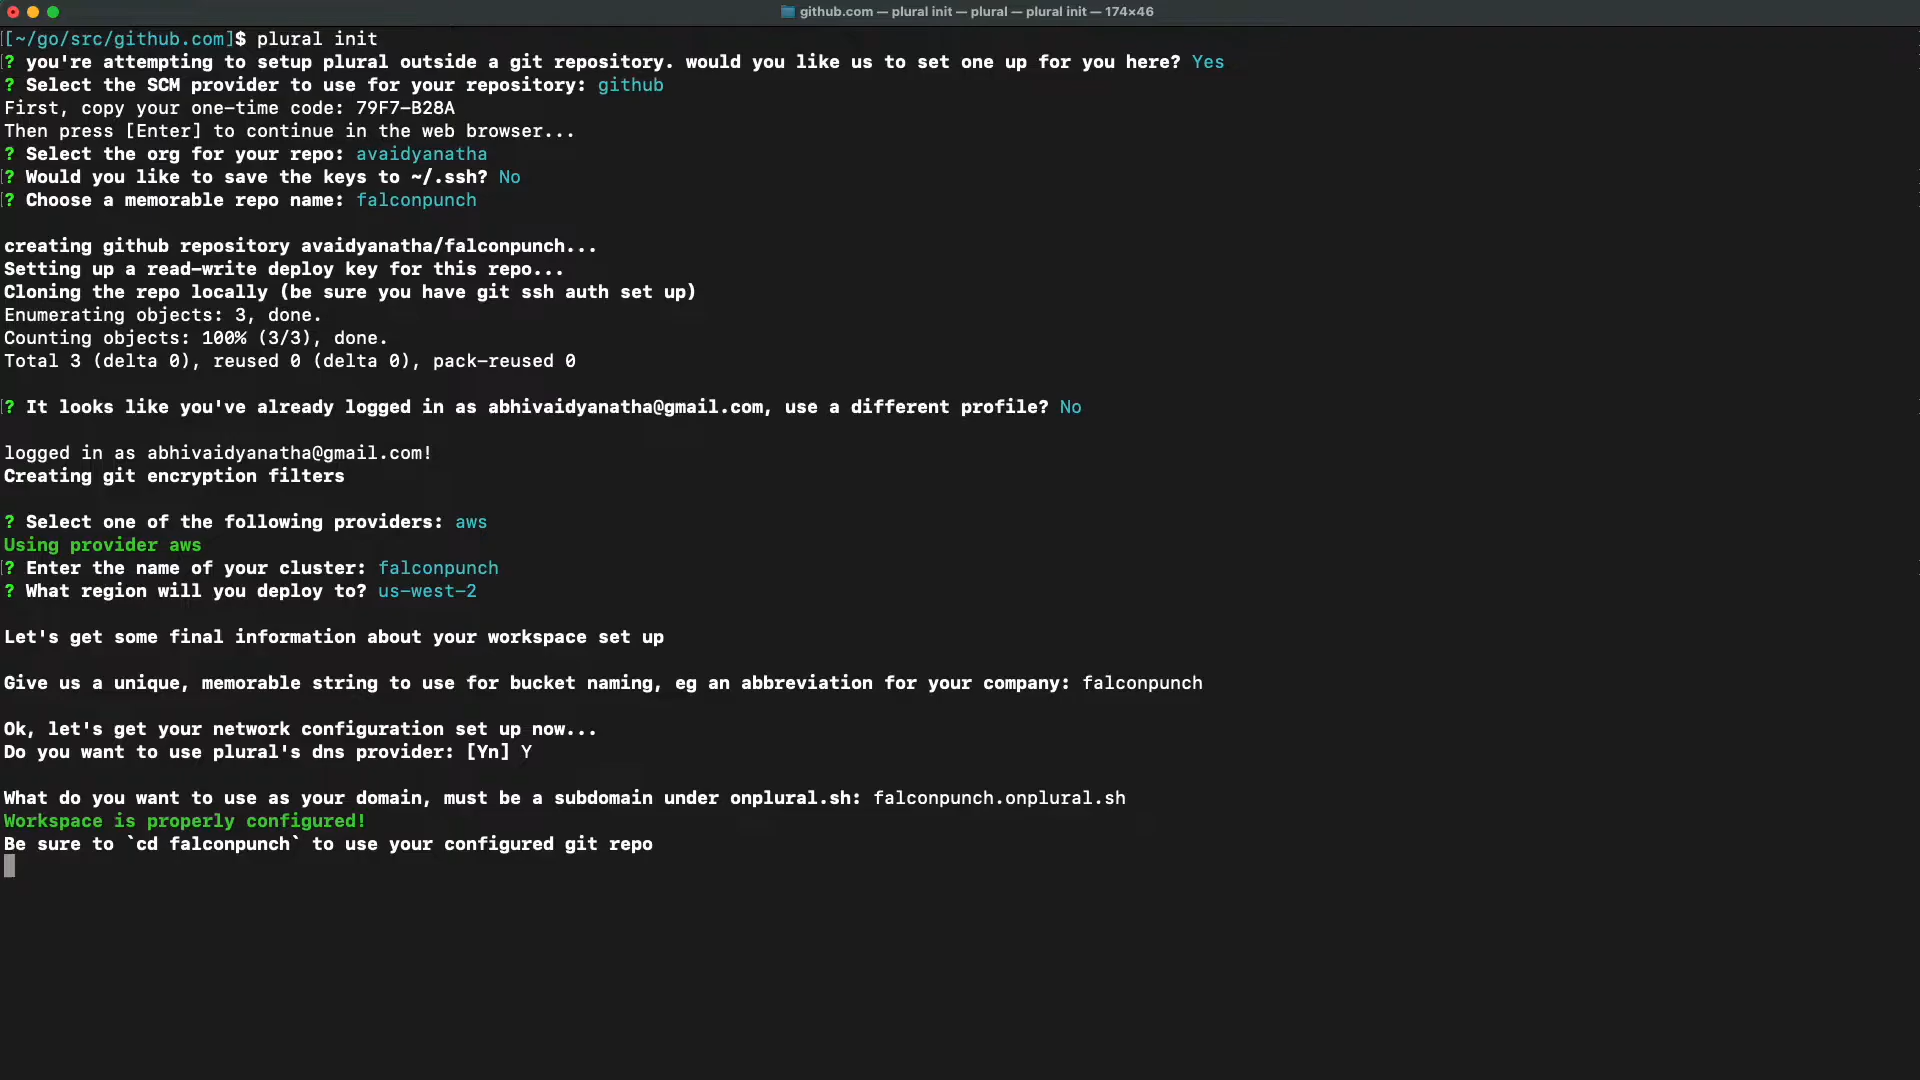 github.com — plural init — plural — plural init — 174×46
[[~/go/src/github.com]$ plural init
[? you're attempting to setup plural outside a git repository. would you like us to set one up for you here? Yes
? Select the SCM provider to use for your repository: github
First, copy your one-time code: 79F7-B28A
Then press [Enter] to continue in the web browser...
? Select the org for your repo: avaidyanatha
[? Would you like to save the keys to ~/.ssh? No
[? Choose a memorable repo name: falconpunch
creating github repository avaidyanatha/falconpunch...
Setting up a read-write deploy key for this repo...
Cloning the repo locally (be sure you have git ssh auth set up)
Enumerating objects: 3, done.
Counting objects: 100% (3/3), done.
Total 3 (delta 0), reused 0 (delta 0), pack-reused 0
[? It looks like you've already logged in as abhivaidyanatha@gmail.com, use a different profile? No
logged in as abhivaidyanatha@gmail.com!
Creating git encryption filters
? Select one of the following providers: aws
Using provider aws
[? Enter the name of your cluster: falconpunch
? What region will you deploy to? us-west-2
Let's get some final information about your workspace set up
Give us a unique, memorable string to use for bucket naming, eg an abbreviation for your company: falconpunch
Ok, let's get your network configuration set up now...
Do you want to use plural's dns provider: [Yn] Y
What do you want to use as your domain, must be a subdomain under onplural.sh: falconpunch.onplural.sh
Workspace is properly configured!
Be sure to `cd falconpunch` to use your configured git repo